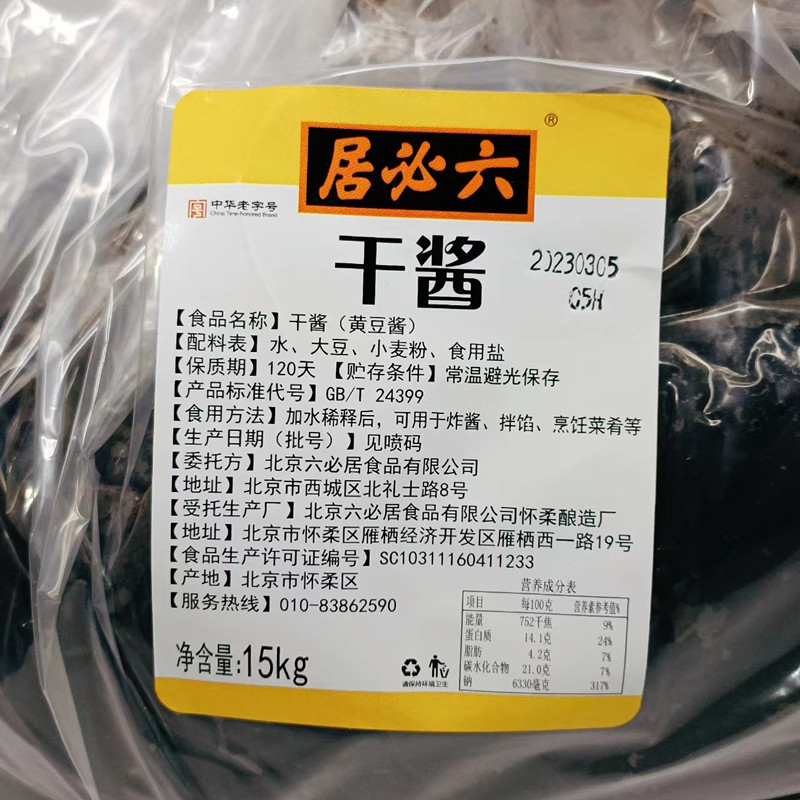 居必六
®
中华老字号
China Time-honored Brand
干酱
20230305
05H
【食品名称】干酱（黄豆酱）
【配料表】水、大豆、小麦粉、食用盐
【保质期】120天 【贮存条件】常温避光保存
【产品标准代号】GB/T 24399
【食用方法】加水稀释后，可用于炸酱、拌馅、烹饪菜肴等
【生产日期（批号）】见喷码
【委托方】北京六必居食品有限公司
【地址】北京市西城区北礼士路8号
【受托生产厂】北京六必居食品有限公司怀柔酿造厂
【地址】北京市怀柔区雁栖经济开发区雁栖西一路19号
【食品生产许可证编号】SC10311160411233
【产地】北京市怀柔区
【服务热线】010-83862590
净含量:15kg
请保持环境卫生
营养成分表
项目 每100克 营养素参考值%
能量 752千焦 9%
蛋白质 14.1克 24%
脂肪 4.2克 7%
碳水化合物 21.0克 7%
钠 6330毫克 317%